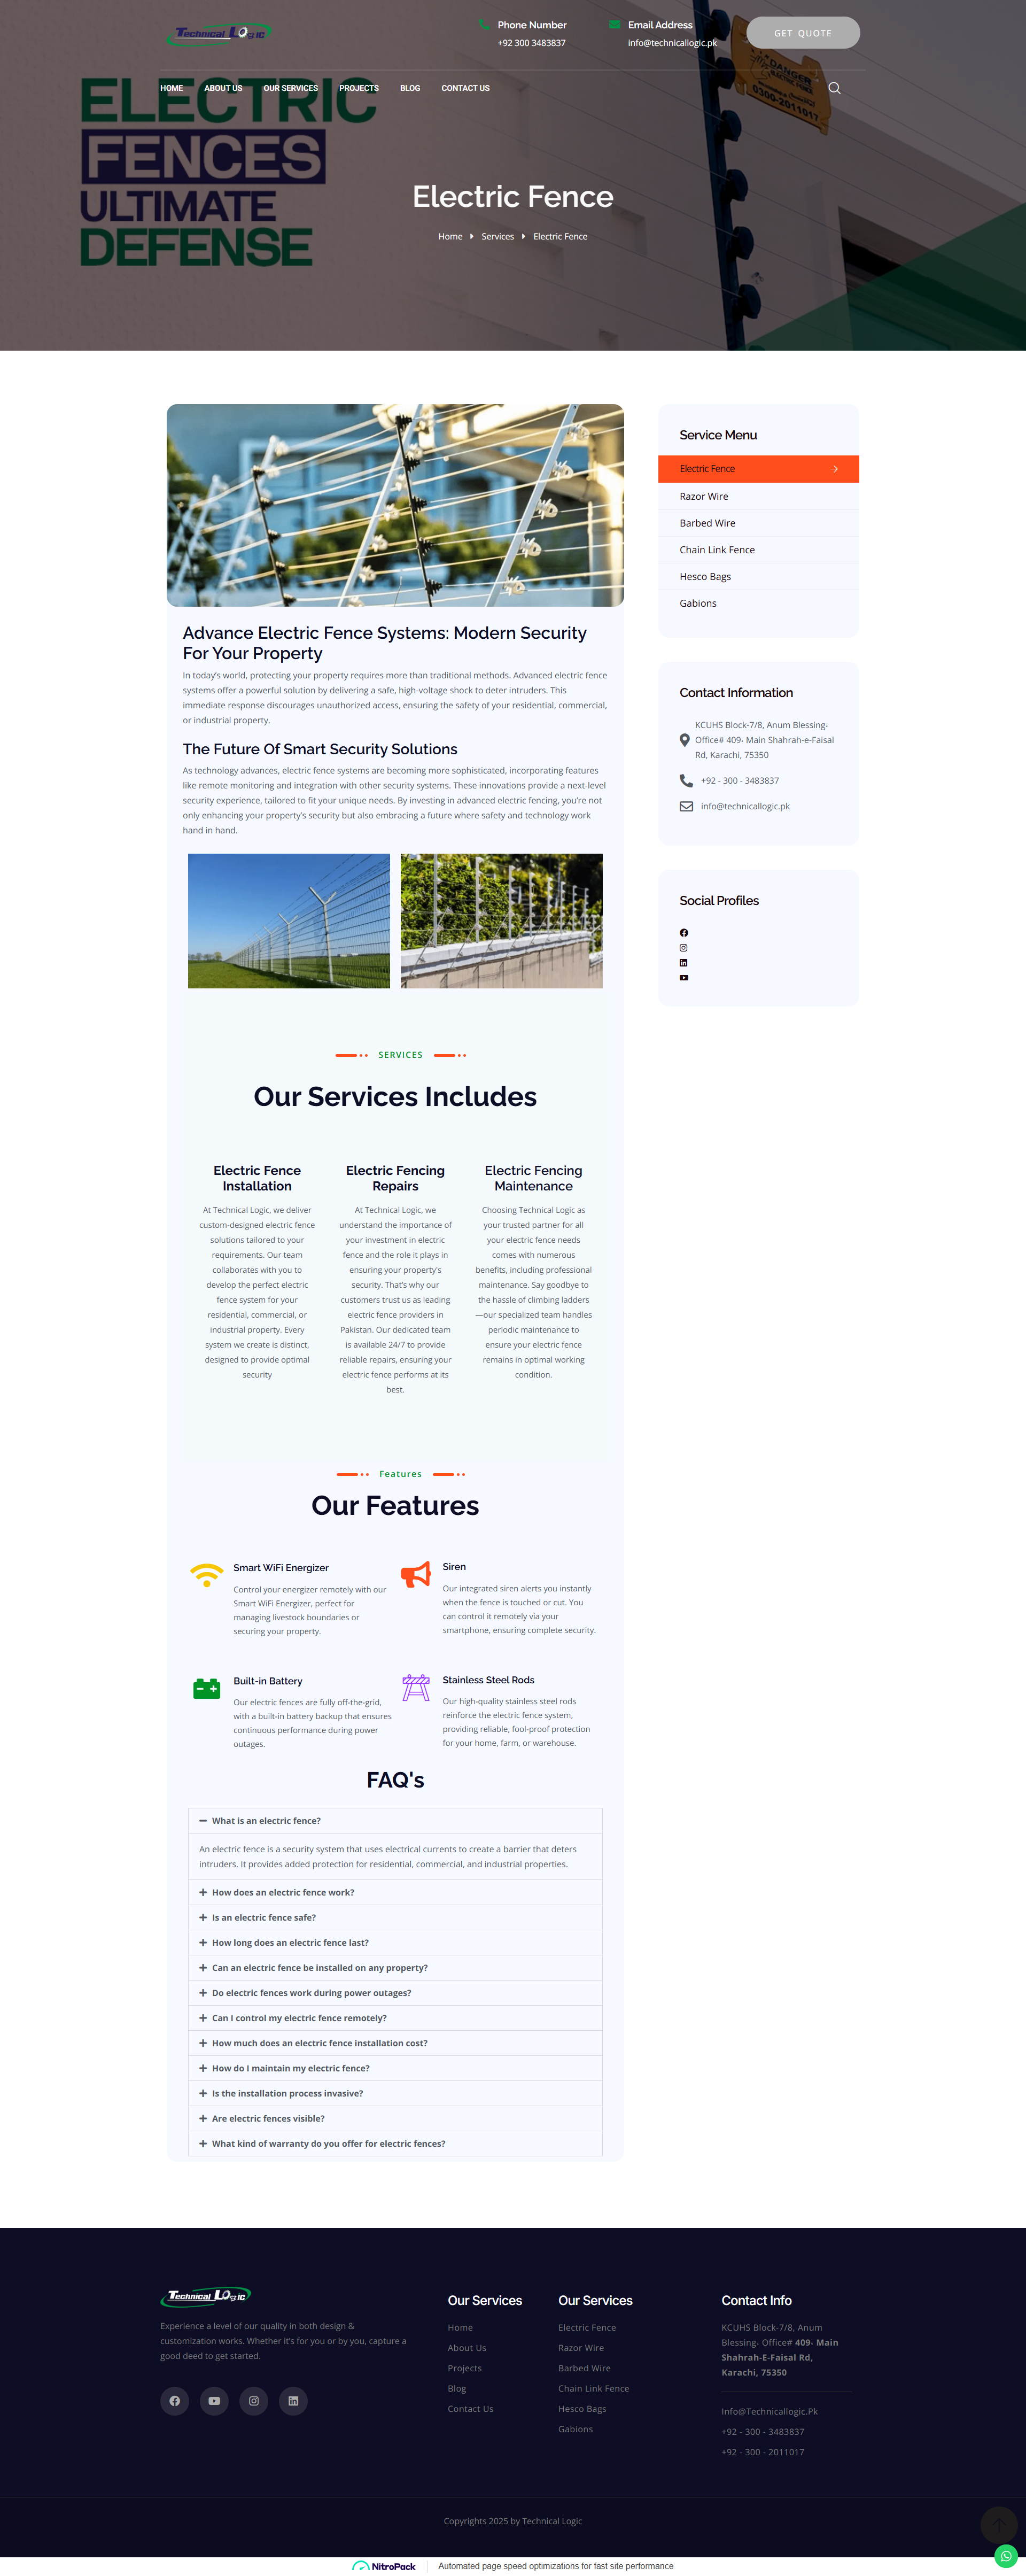 Technical LOgIC
Phone Number
+92 300 3483837
Email Address
info@technicallogic.pk
GET QUOTE
HOME
ABOUT US
OUR SERVICES
PROJECTS
BLOG
CONTACT US
DANGER
0300-2011017
ELECTRIC
FENCES
ULTIMATE
DEFENSE
Electric Fence
Home
Services
Electric Fence
Advance Electric Fence Systems: Modern Security
For Your Property
In today's world, protecting your property requires more than traditional methods. Advanced electric fence
systems offer a powerful solution by delivering a safe, high-voltage shock to deter intruders. This
immediate response discourages unauthorized access, ensuring the safety of your residential, commercial,
or industrial property.
The Future Of Smart Security Solutions
As technology advances, electric fence systems are becoming more sophisticated, incorporating features
like remote monitoring and integration with other security systems. These innovations provide a next-level
security experience, tailored to fit your unique needs. By investing in advanced electric fencing, you're not
only enhancing your property's security but also embracing a future where safety and technology work
hand in hand.
Service Menu
Electric Fence
Razor Wire
Barbed Wire
Chain Link Fence
Hesco Bags
Gabions
Contact Information
KCUHS Block-7/8, Anum Blessing,
Office# 409، Main Shahrah-e-Faisal
Rd, Karachi, 75350
+92 - 300 - 3483837
info@technicallogic.pk
Social Profiles
SERVICES
Our Services Includes
Electric Fence
Installation
At Technical Logic, we deliver
custom-designed electric fence
solutions tailored to your
requirements. Our team
collaborates with you to
develop the perfect electric
fence system for your
residential, commercial, or
industrial property. Every
system we create is distinct,
designed to provide optimal
security
Electric Fencing
Repairs
At Technical Logic, we
understand the importance of
your investment in electric
fence and the role it plays in
ensuring your property's
security. That's why our
customers trust us as leading
electric fence providers in
Pakistan. Our dedicated team
is available 24/7 to provide
reliable repairs, ensuring your
electric fence performs at its
best.
Electric Fencing
Maintenance
Choosing Technical Logic as
your trusted partner for all
your electric fence needs
comes with numerous
benefits, including professional
maintenance. Say goodbye to
the hassle of climbing ladders
—our specialized team handles
periodic maintenance to
ensure your electric fence
remains in optimal working
condition.
Features
Our Features
Smart WiFi Energizer
Control your energizer remotely with our
Smart WiFi Energizer, perfect for
managing livestock boundaries or
securing your property.
Siren
Our integrated siren alerts you instantly
when the fence is touched or cut. You
can control it remotely via your
smartphone, ensuring complete security.
Built-in Battery
Our electric fences are fully off-the-grid,
with a built-in battery backup that ensures
continuous performance during power
outages.
Stainless Steel Rods
Our high-quality stainless steel rods
reinforce the electric fence system,
providing reliable, fool-proof protection
for your home, farm, or warehouse.
FAQ's
What is an electric fence?
An electric fence is a security system that uses electrical currents to create a barrier that deters
intruders. It provides added protection for residential, commercial, and industrial properties.
How does an electric fence work?
Is an electric fence safe?
How long does an electric fence last?
Can an electric fence be installed on any property?
Do electric fences work during power outages?
Can I control my electric fence remotely?
How much does an electric fence installation cost?
How do I maintain my electric fence?
Is the installation process invasive?
Are electric fences visible?
What kind of warranty do you offer for electric fences?
Technical LOgIC
Experience a level of our quality in both design &
customization works. Whether it's for you or by you, capture a
good deed to get started.
Our Services
Home
About Us
Projects
Blog
Contact Us
Our Services
Electric Fence
Razor Wire
Barbed Wire
Chain Link Fence
Hesco Bags
Gabions
Contact Info
KCUHS Block-7/8, Anum
Blessing، Office# 409، Main
Shahrah-E-Faisal Rd,
Karachi, 75350
Info@Technicallogic.Pk
+92 - 300 - 3483837
+92 - 300 - 2011017
Copyrights 2025 by Technical Logic
NitroPack
Automated page speed optimizations for fast site performance